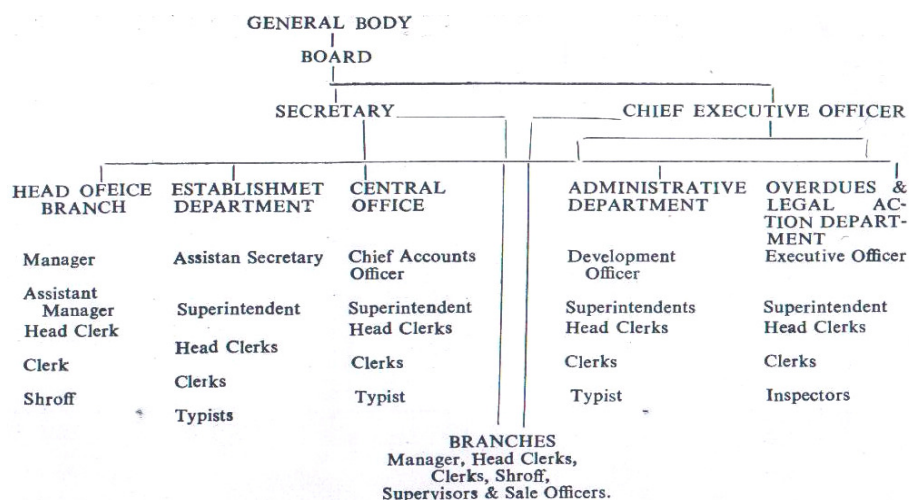 GENERAL BODY
BOARD
SECRETARY
CHIEF EXECUTIVE OFFICER
HEAD OFEICE
BRANCH
Manager
Assistant
Manager
Head Clerk
Clerk
Shroff
ESTABLISHMET
DEPARTMENT
Assistan Secretary
Superintendent
Head Clerks
Clerks
Typists
CENTRAL
OFFICE
Chief Accounts
Officer
Superintendent
Head Clerks
Clerks
Typist
ADMINISTRATIVE
DEPARTMENT
Development
Officer
Superintendents
Head Clerks
Clerks
Typist
OVERDUES &
LEGAL AC-
TION DEPART-
MENT
Executive Officer
Superintendent
Head Clerks
Clerks
Inspectors
BRANCHES
Manager, Head Clerks,
Clerks, Shroff,
Supervisors & Sale Officers.